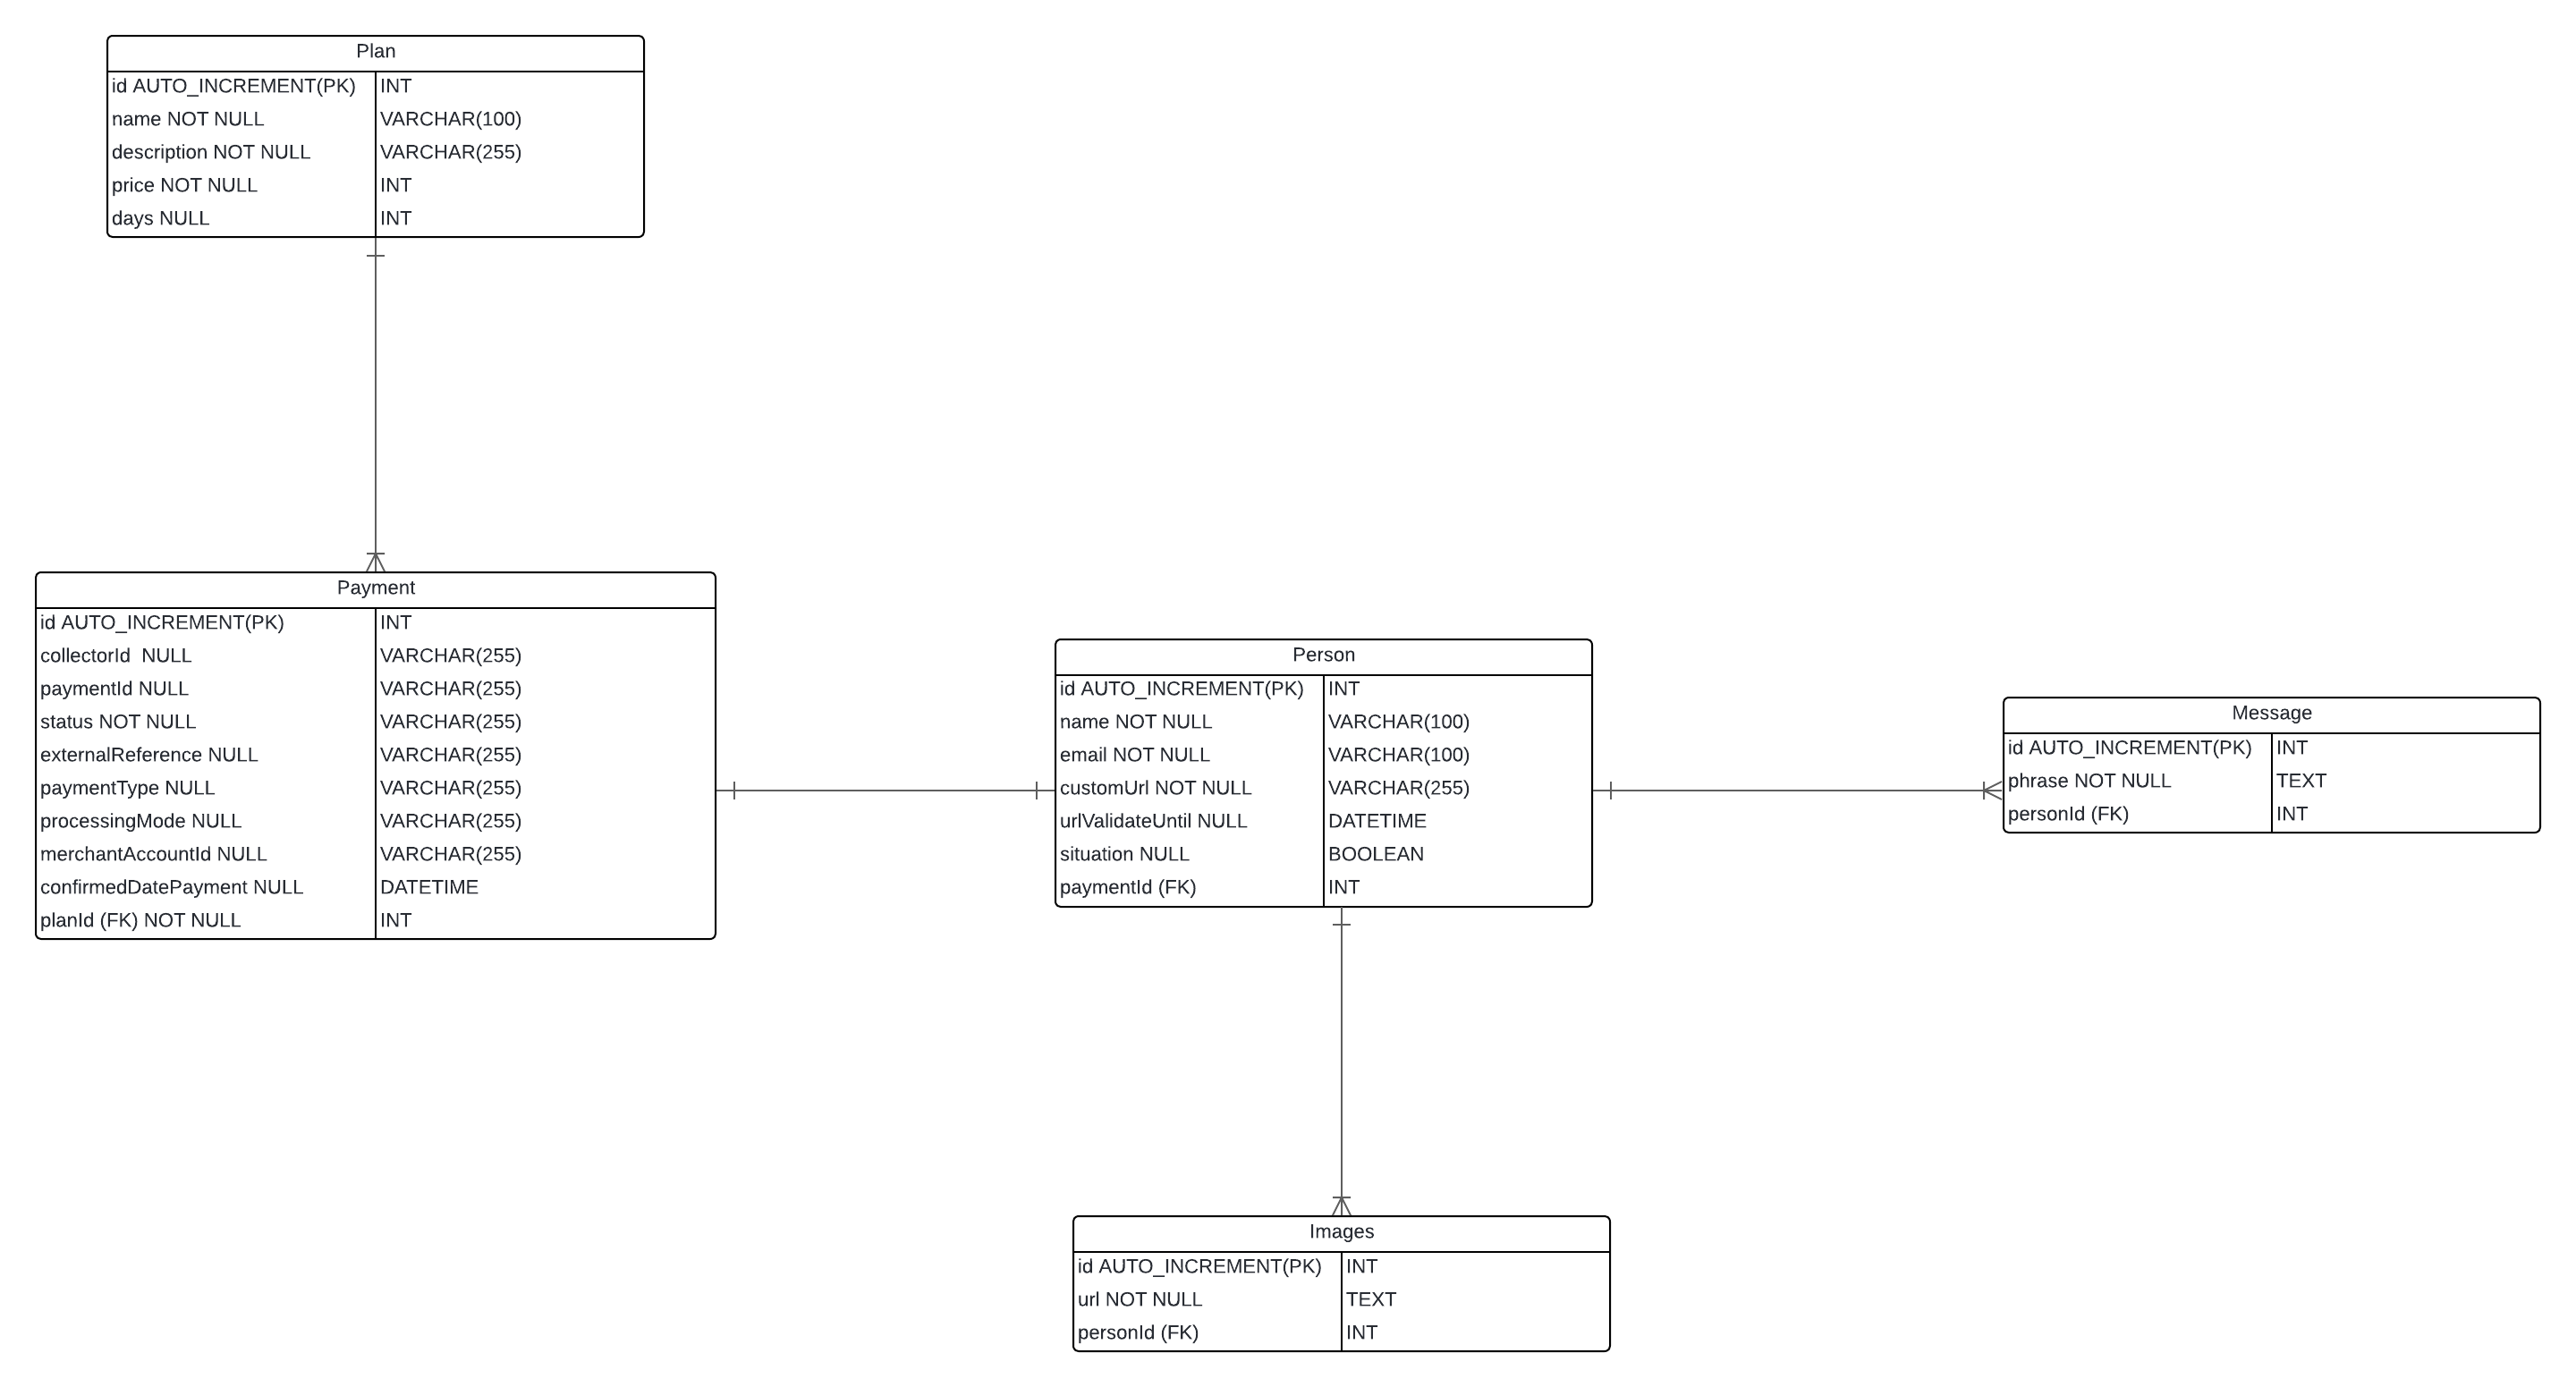 Plan
id AUTO_INCREMENT(PK) INT
name NOT NULL VARCHAR(100)
description NOT NULL VARCHAR(255)
price NOT NULL INT
days NULL INT
Payment
id AUTO_INCREMENT(PK) INT
collectorId  NULL VARCHAR(255)
paymentId NULL VARCHAR(255)
status NOT NULL VARCHAR(255)
externalReference NULL VARCHAR(255)
paymentType NULL VARCHAR(255)
processingMode NULL VARCHAR(255)
merchantAccountId NULL VARCHAR(255)
confirmedDatePayment NULL DATETIME
planId (FK) NOT NULL INT
Person
id AUTO_INCREMENT(PK) INT
name NOT NULL VARCHAR(100)
email NOT NULL VARCHAR(100)
customUrl NOT NULL VARCHAR(255)
urlValidateUntil NULL DATETIME
situation NULL BOOLEAN
paymentId (FK) INT
Message
id AUTO_INCREMENT(PK) INT
phrase NOT NULL TEXT
personId (FK) INT
Images
id AUTO_INCREMENT(PK) INT
url NOT NULL TEXT
personId (FK) INT